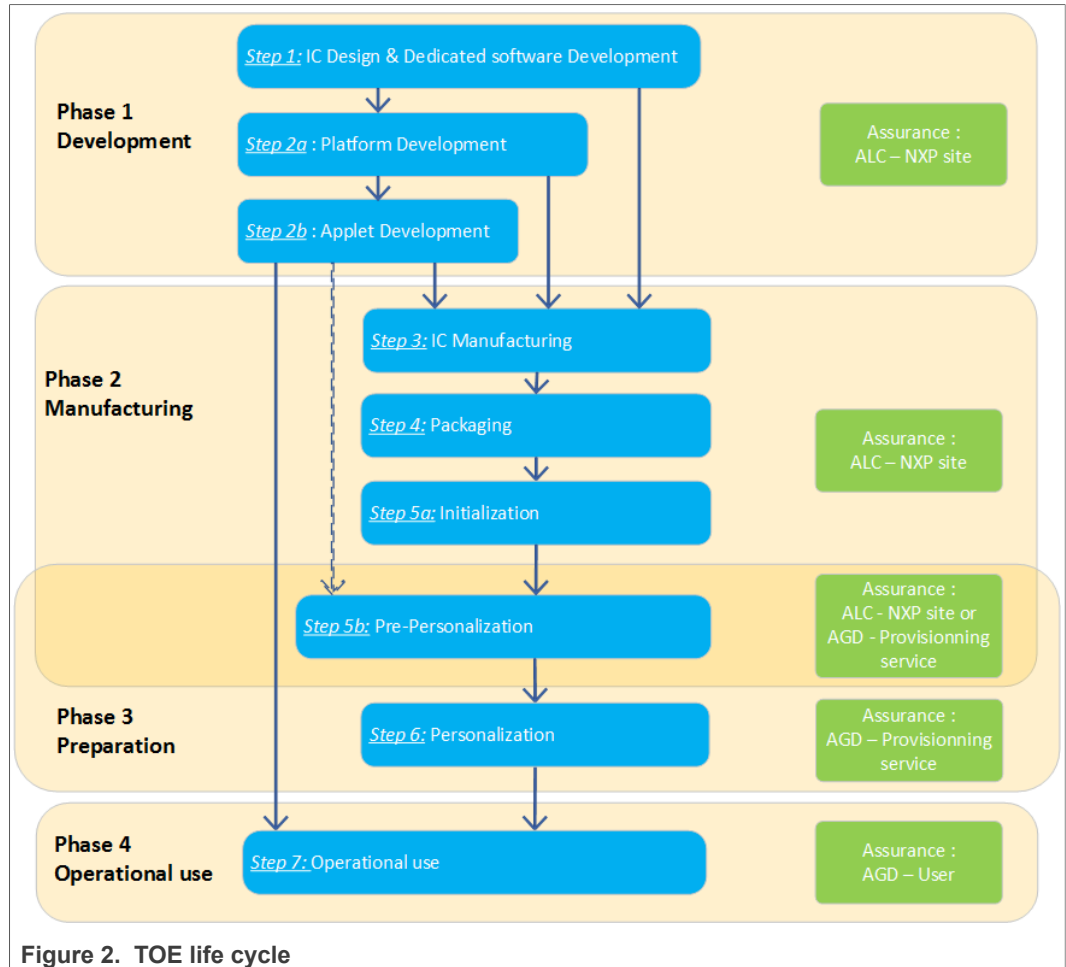 Step 1: IC Design & Dedicated software Development
Phase 1
Development
Step 2a : Platform Development
Assurance :
ALC – NXP site
Step 2b : Applet Development
Step 3: IC Manufacturing
Phase 2
Manufacturing
Step 4: Packaging
Assurance :
ALC – NXP site
Step 5a: Initialization
Step 5b: Pre-Personalization
Assurance :
ALC - NXP site or
AGD - Provisionning
service
Phase 3
Preparation
Step 6: Personalization
Assurance :
AGD – Provisionning
service
Phase 4
Operational use
Step 7: Operational use
Assurance :
AGD – User
Figure 2. TOE life cycle